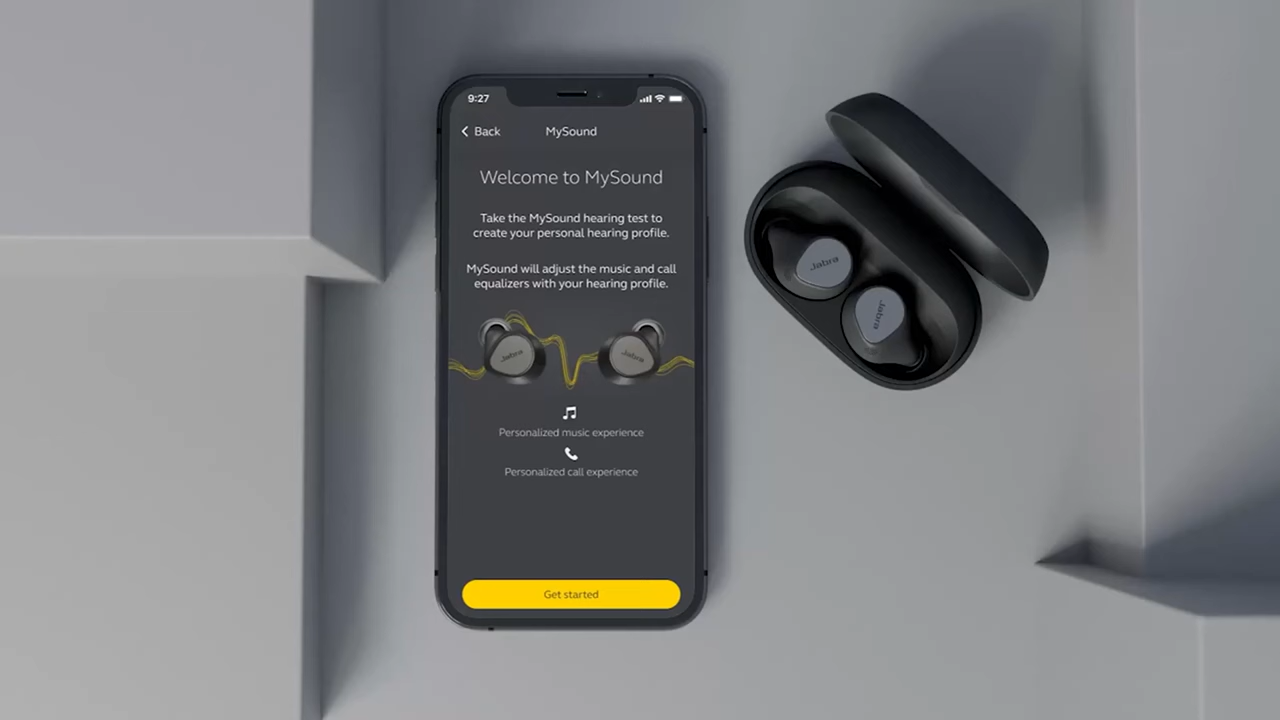 9:27
Back
MySound
Welcome to MySound
Take the MySound hearing test to
create your personal hearing profile.
MySound will adjust the music and call
equalizers with your hearing profile.
Jabra
Jabra
Personalized music experience
Personalized call experience
Get started
Jabra
Jabra